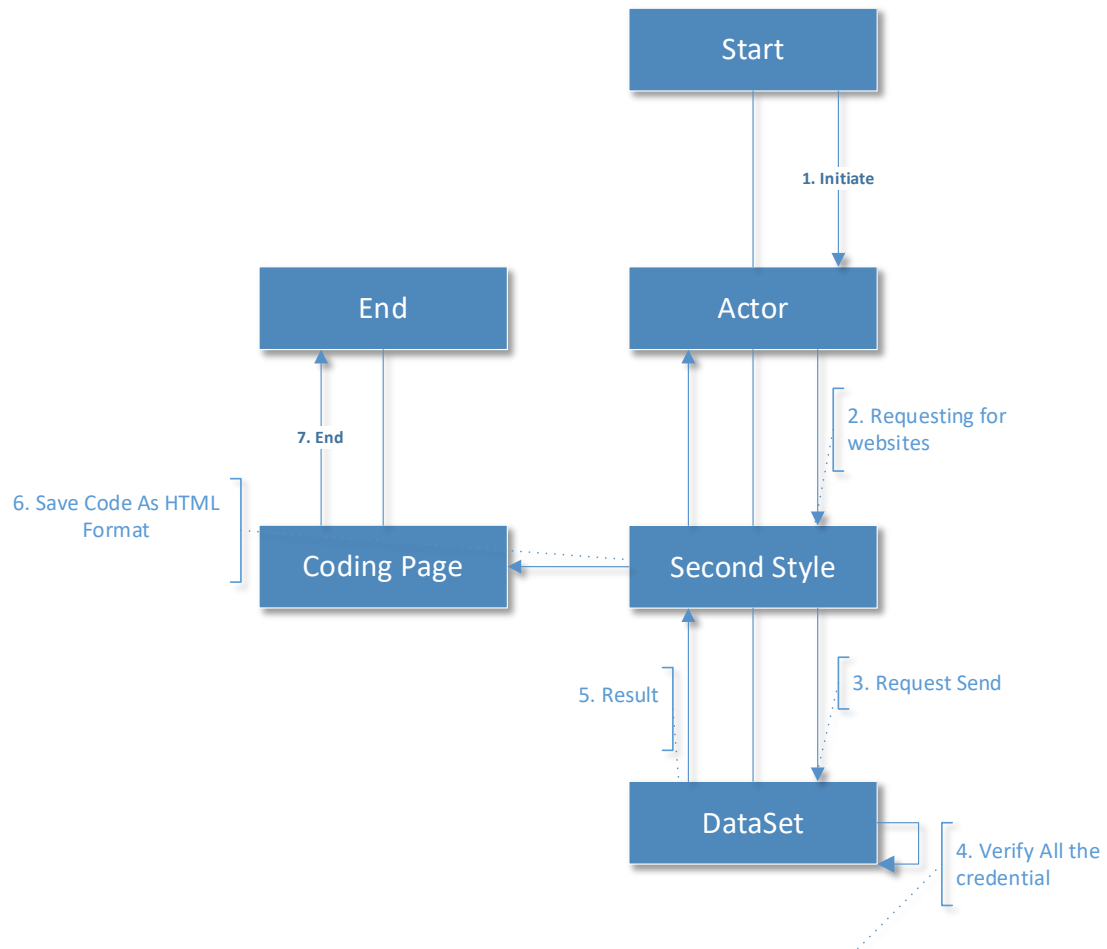 Start
1. Initiate
End
Actor
2. Requesting for
websites
7. End
6. Save Code As HTML
Format
Coding Page
Second Style
5. Result
3. Request Send
DataSet
4. Verify All the
credential